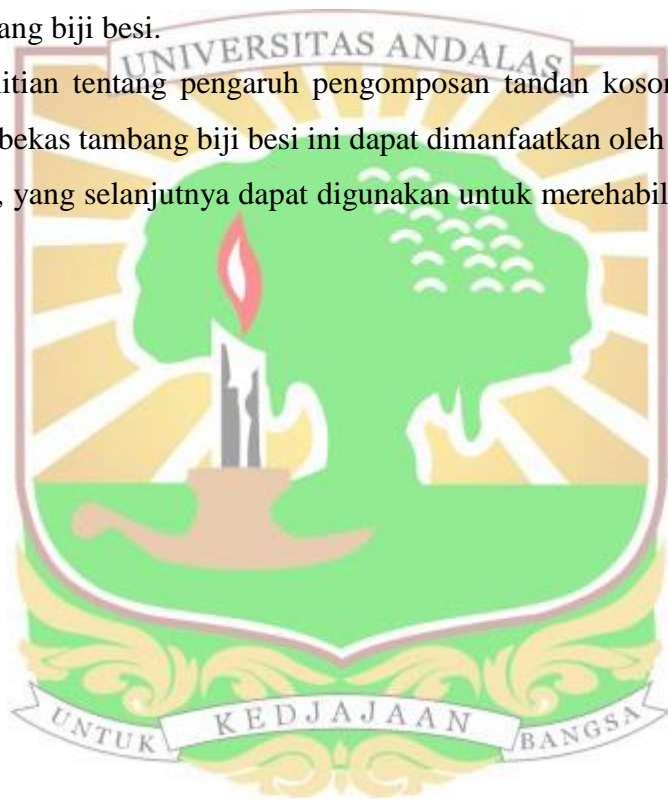 ang biji besi.
UNIVERSITAS ANDALAS
litian tentang pengaruh pengomposan tandan koson
bekas tambang biji besi ini dapat dimanfaatkan oleh
, yang selanjutnya dapat digunakan untuk merehabil
UNTUK KEDJAJAAN BANGSA